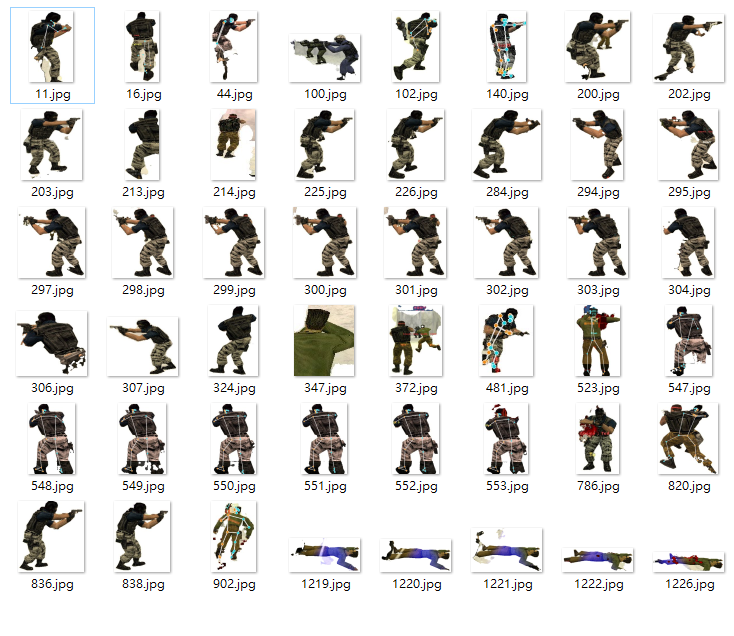 11.jpg 16.jpg 44.jpg 100.jpg 102.jpg 140.jpg 200.jpg 202.jpg
203.jpg 213.jpg 214.jpg 225.jpg 226.jpg 284.jpg 294.jpg 295.jpg
297.jpg 298.jpg 299.jpg 300.jpg 301.jpg 302.jpg 303.jpg 304.jpg
306.jpg 307.jpg 324.jpg 347.jpg 372.jpg 481.jpg 523.jpg 547.jpg
548.jpg 549.jpg 550.jpg 551.jpg 552.jpg 553.jpg 786.jpg 820.jpg
836.jpg 838.jpg 902.jpg 1219.jpg 1220.jpg 1221.jpg 1222.jpg 1226.jpg